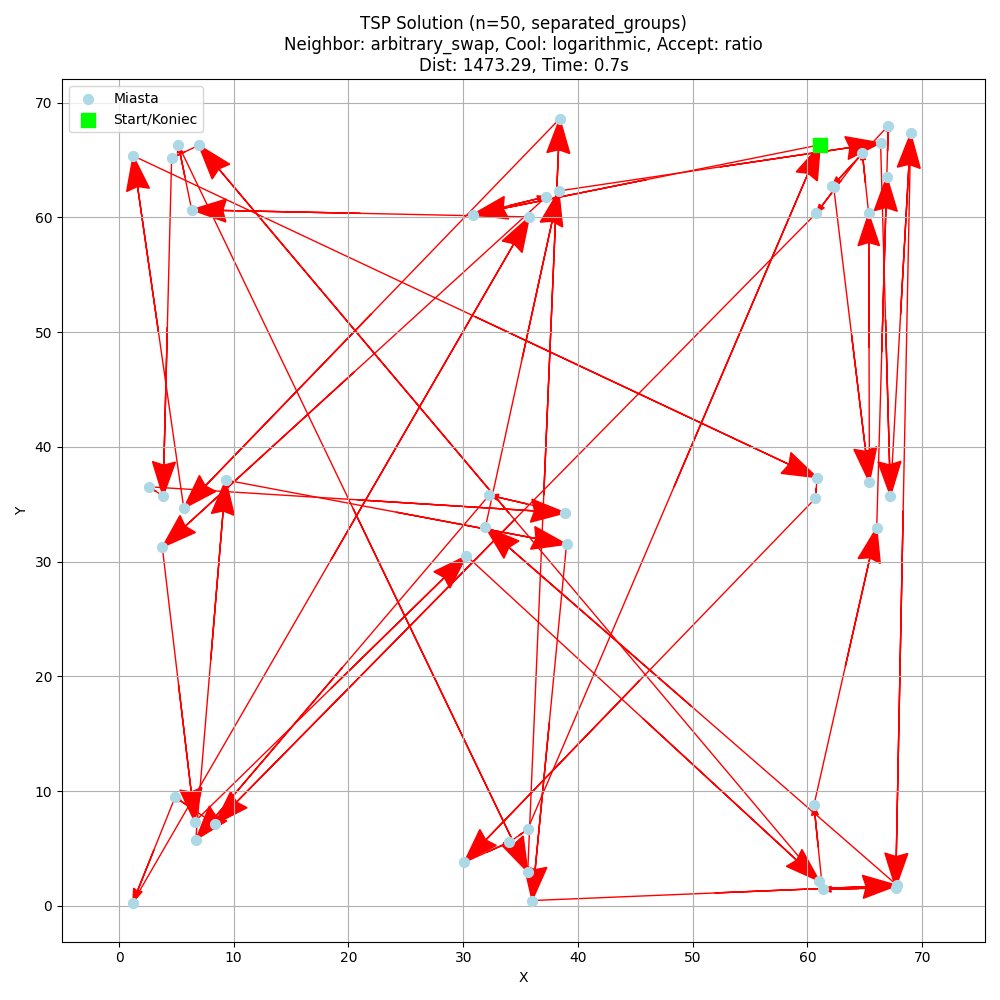 TSP Solution (n=50, separated_groups)
Neighbor: arbitrary_swap, Cool: logarithmic, Accept: ratio
Dist: 1473.29, Time: 0.7s
Miasta
Start/Koniec
70
60
50
40
30
20
10
0
Y
0 10 20 30 40 50 60 70
X